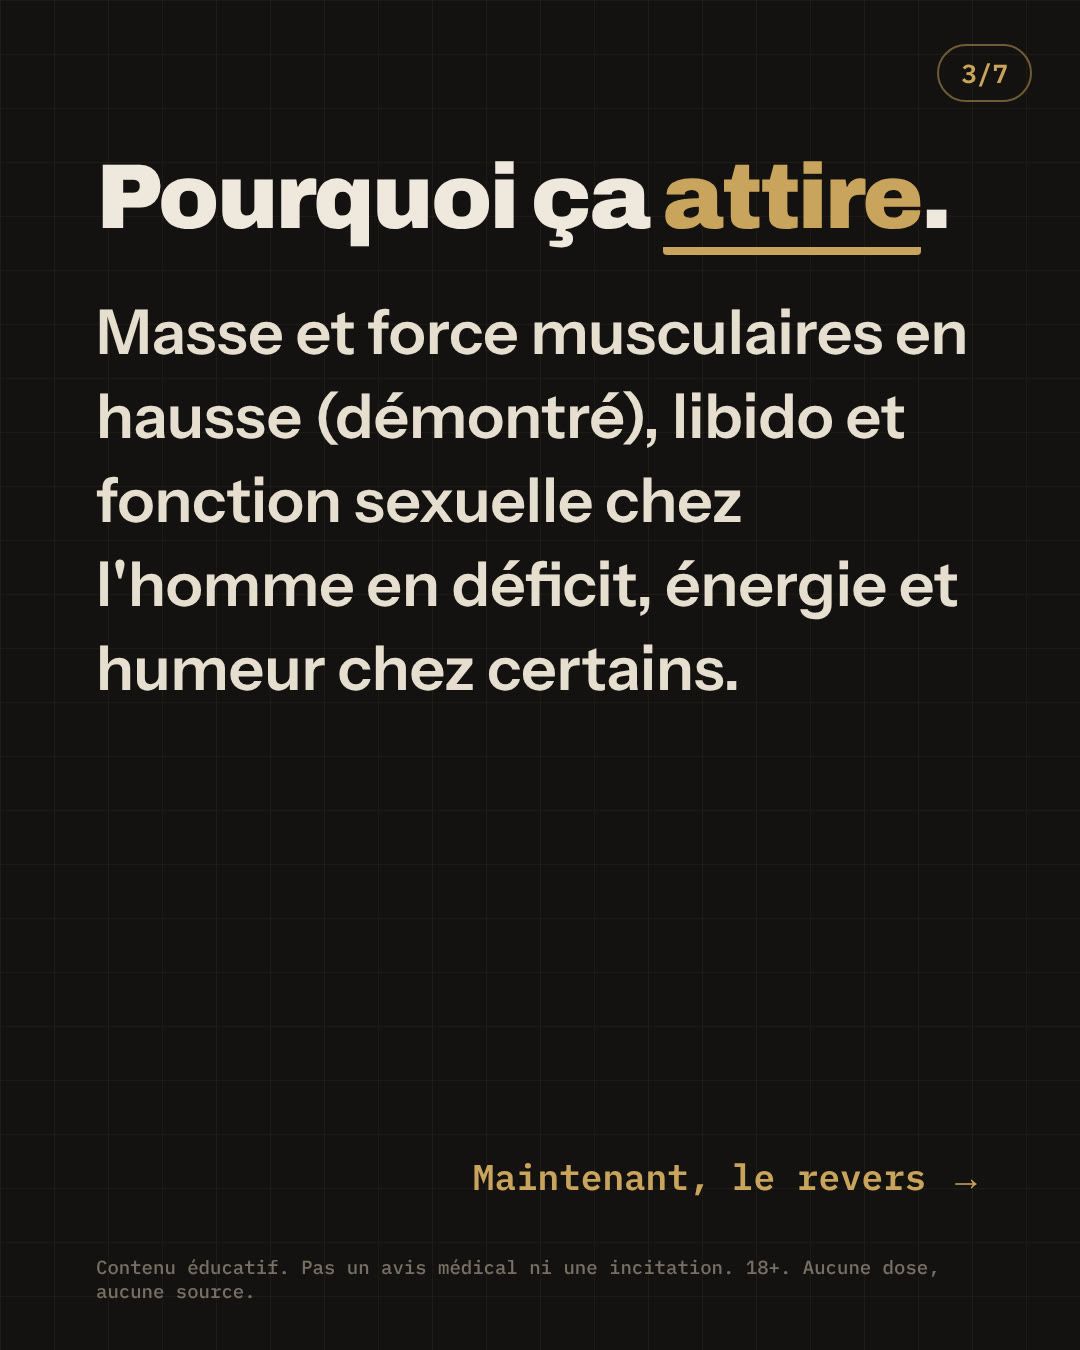 3/7
Pourquoi ça attire.
Masse et force musculaires en
hausse (démontré), libido et
fonction sexuelle chez
l'homme en déficit, énergie et
humeur chez certains.
Maintenant, le revers →
Contenu éducatif. Pas un avis médical ni une incitation. 18+. Aucune dose,
aucune source.